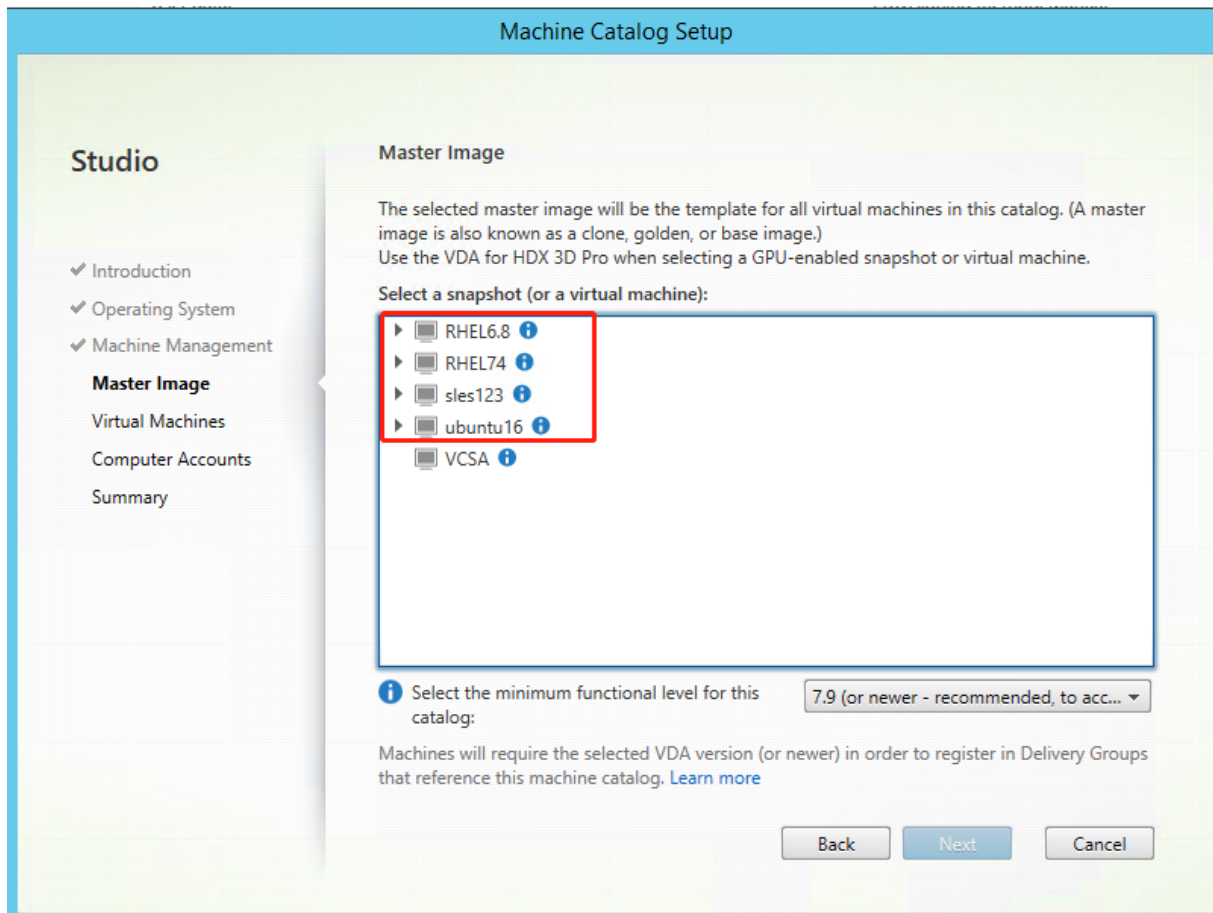 Machine Catalog Setup
Studio
Introduction
Operating System
Machine Management
Master Image
Virtual Machines
Computer Accounts
Summary
Master Image
The selected master image will be the template for all virtual machines in this catalog. (A master
image is also known as a clone, golden, or base image.)
Use the VDA for HDX 3D Pro when selecting a GPU-enabled snapshot or virtual machine.
Select a snapshot (or a virtual machine):
RHEL6.8
RHEL74
sles123
ubuntu16
VCSA
Select the minimum functional level for this
catalog:
7.9 (or newer - recommended, to acc...
Machines will require the selected VDA version (or newer) in order to register in Delivery Groups
that reference this machine catalog. Learn more
Back
Next
Cancel